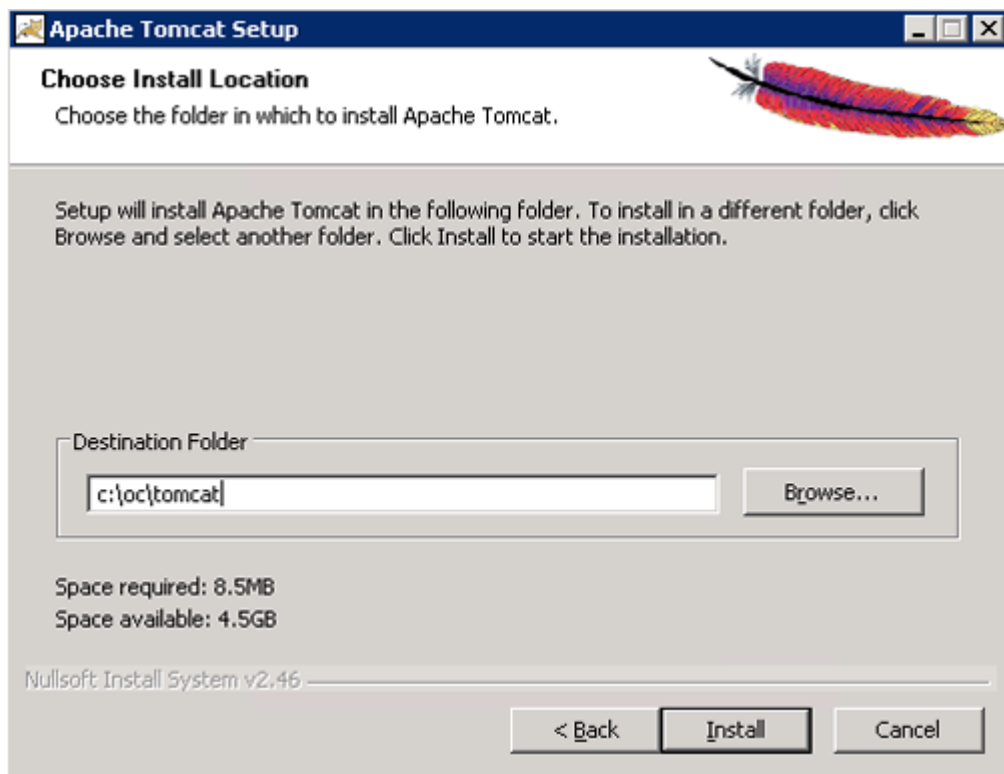 Apache Tomcat Setup
Choose Install Location
Choose the folder in which to install Apache Tomcat.
Setup will install Apache Tomcat in the following folder. To install in a different folder, click
Browse and select another folder. Click Install to start the installation.
Destination Folder
c:\oc\tomcat
Browse...
Space required: 8.5MB
Space available: 4.5GB
Nullsoft Install System v2.46
< Back
Install
Cancel